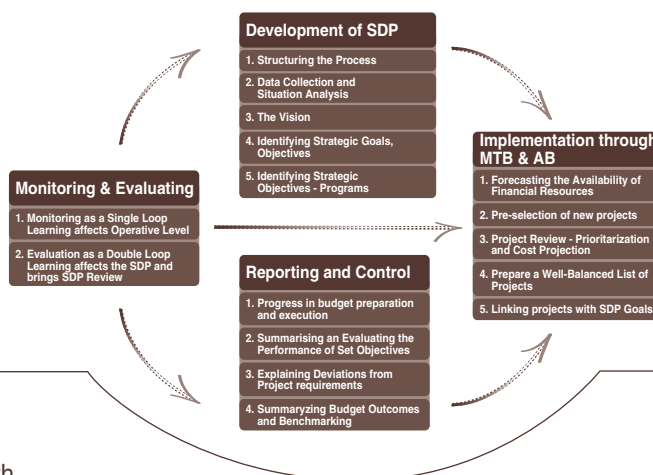 Development of SDP
1. Structuring the Process
2. Data Collection and
Situation Analysis
3. The Vision
4. Identifying Strategic Goals,
Objectives
5. Identifying Strategic
Objectives - Programs
Implementation through
MTB & AB
1. Forecasting the Availability of
Financial Resources
2. Pre-selection of new projects
3. Project Review - Prioritarization
and Cost Projection
4. Prepare a Well-Balanced List of
Projects
5. Linking projects with SDP Goals
Monitoring & Evaluating
1. Monitoring as a Single Loop
Learning affects Operative Level
2. Evaluation as a Double Loop
Learning affects the SDP and
brings SDP Review
Reporting and Control
1. Progress in budget preparation
and execution
2. Summarising an Evaluating the
Performance of Set Objectives
3. Explaining Deviations from
Project requirements
4. Summaryzing Budget Outcomes
and Benchmarking